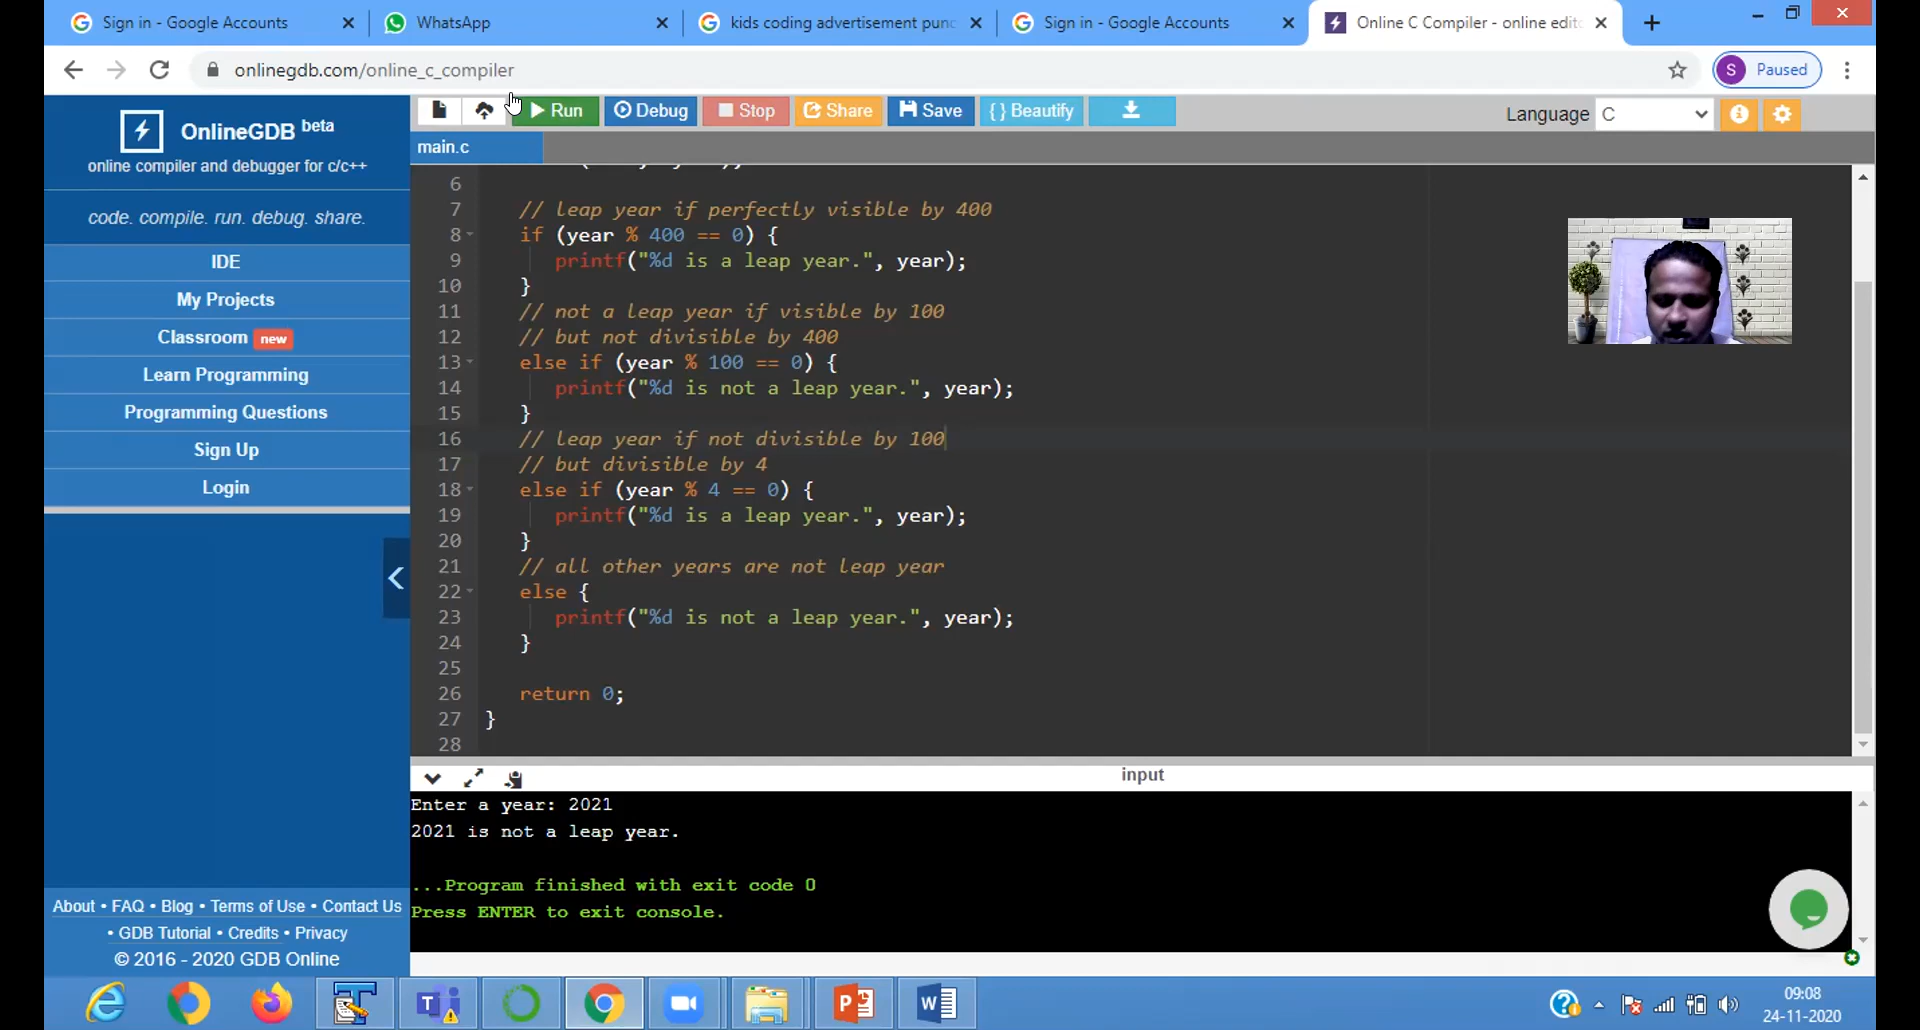 Sign in - Google Accounts
WhatsApp
kids coding advertisement punc
Sign in - Google Accounts
Online C Compiler - online edito
onlinegdb.com/online_c_compiler
S Paused
Run Debug Stop Share Save { } Beautify
Language C
OnlineGDB beta
online compiler and debugger for c/c++
code. compile. run. debug. share.
IDE
My Projects
Classroom new
Learn Programming
Programming Questions
Sign Up
Login
About • FAQ • Blog • Terms of Use • Contact Us
• GDB Tutorial • Credits • Privacy
© 2016 - 2020 GDB Online
main.c
6
7 // leap year if perfectly visible by 400
8 if (year % 400 == 0) {
9 printf("%d is a leap year.", year);
10 }
11 // not a leap year if visible by 100
12 // but not divisible by 400
13 else if (year % 100 == 0) {
14 printf("%d is not a leap year.", year);
15 }
16 // leap year if not divisible by 100
17 // but divisible by 4
18 else if (year % 4 == 0) {
19 printf("%d is a leap year.", year);
20 }
21 // all other years are not leap year
22 else {
23 printf("%d is not a leap year.", year);
24 }
25
26 return 0;
27 }
28
input
Enter a year: 2021
2021 is not a leap year.
...Program finished with exit code 0
Press ENTER to exit console.
09:08
24-11-2020